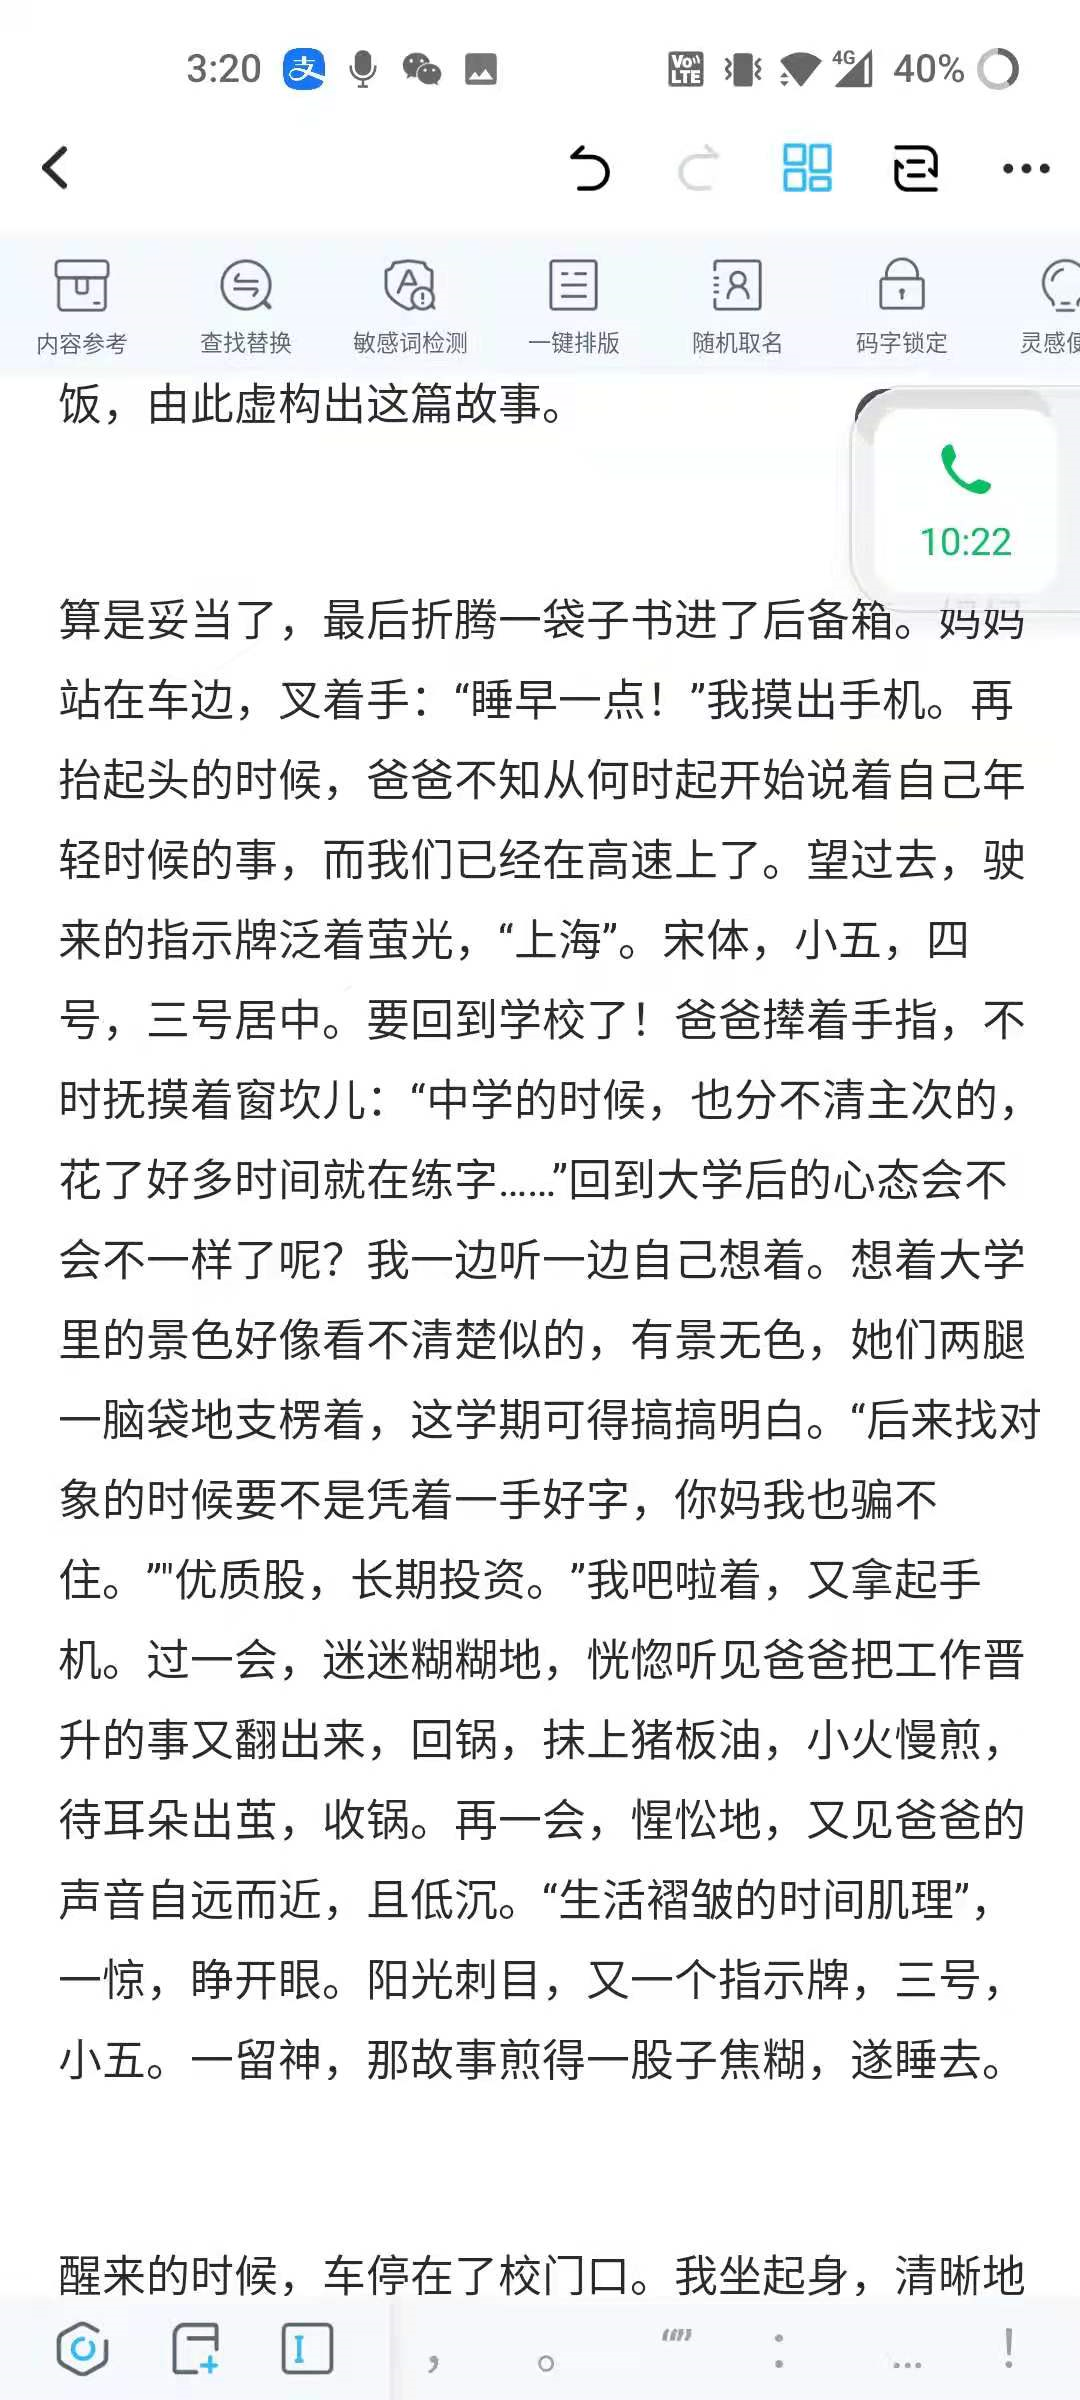 3:20 支 Vo)) LTE 4G 40%
内容参考 查找替换 敏感词检测 一键排版 随机取名 码字锁定 灵感
饭，由此虚构出这篇故事。
10:22
算是妥当了，最后折腾一袋子书进了后备箱。妈妈
站在车边，叉着手：“睡早一点！”我摸出手机。再
抬起头的时候，爸爸不知从何时起开始说着自己年
轻时候的事，而我们已经在高速上了。望过去，驶
来的指示牌泛着萤光，“上海”。宋体，小五，四
号，三号居中。要回到学校了！爸爸撵着手指，不
时抚摸着窗坎儿：“中学的时候，也分不清主次的，
花了好多时间就在练字……”回到大学后的心态会不
会不一样了呢？我一边听一边自己想着。想着大学
里的景色好像看不清楚似的，有景无色，她们两腿
一脑袋地支楞着，这学期可得搞搞明白。“后来找对
象的时候要不是凭着一手好字，你妈我也骗不
住。”"优质股，长期投资。”我吧啦着，又拿起手
机。过一会，迷迷糊糊地，恍惚听见爸爸把工作晋
升的事又翻出来，回锅，抹上猪板油，小火慢煎，
待耳朵出茧，收锅。再一会，惺忪地，又见爸爸的
声音自远而近，且低沉。“生活褶皱的时间肌理”，
一惊，睁开眼。阳光刺目，又一个指示牌，三号，
小五。一留神，那故事煎得一股子焦糊，遂睡去。
醒来的时候，车停在了校门口。我坐起身，清晰地
， 。 “” ： … ！